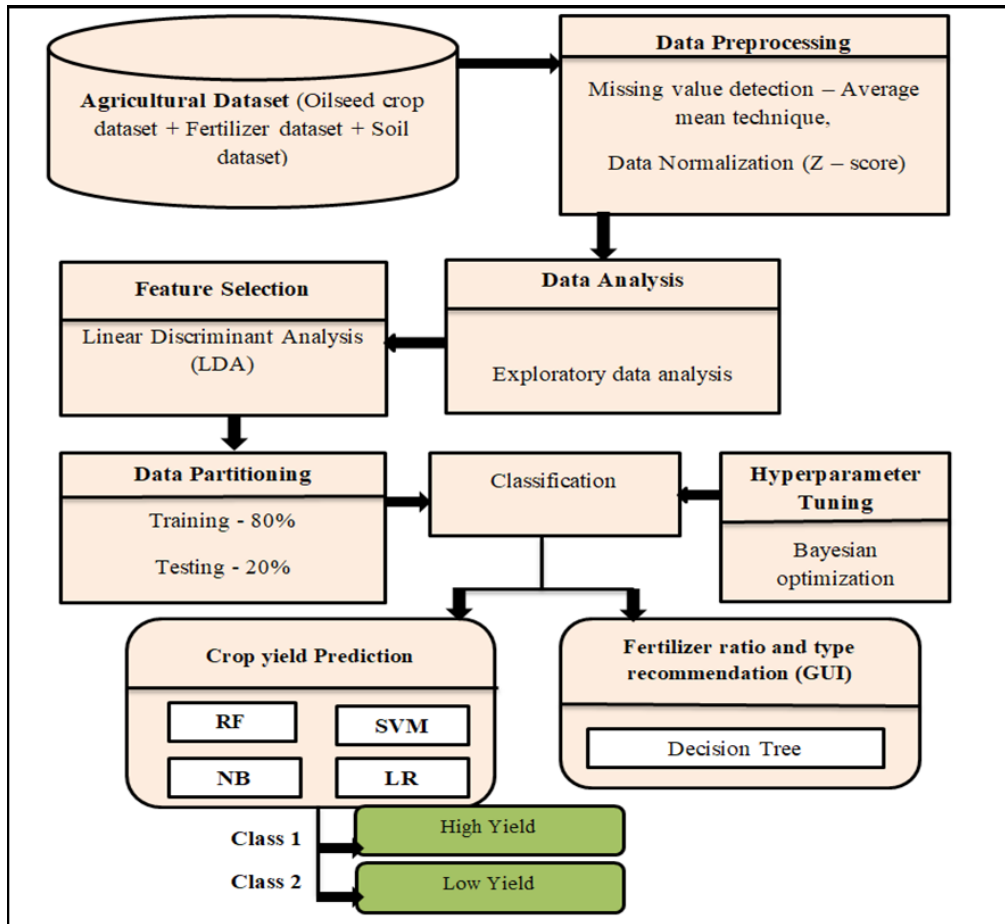 Agricultural Dataset (Oilseed crop
dataset + Fertilizer dataset + Soil
dataset)
Data Preprocessing
Missing value detection – Average
mean technique,
Data Normalization (Z – score)
Data Analysis
Exploratory data analysis
Feature Selection
Linear Discriminant Analysis
(LDA)
Data Partitioning
Training - 80%
Testing - 20%
Classification
Hyperparameter
Tuning
Bayesian
optimization
Crop yield Prediction
RF
SVM
NB
LR
Fertilizer ratio and type
recommendation (GUI)
Decision Tree
Class 1
High Yield
Class 2
Low Yield